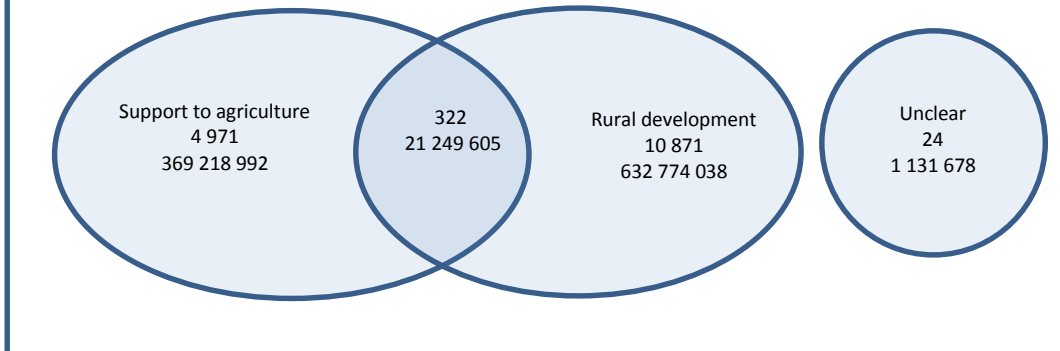 Support to agriculture
4 971
369 218 992
322
21 249 605
Rural development
10 871
632 774 038
Unclear
24
1 131 678